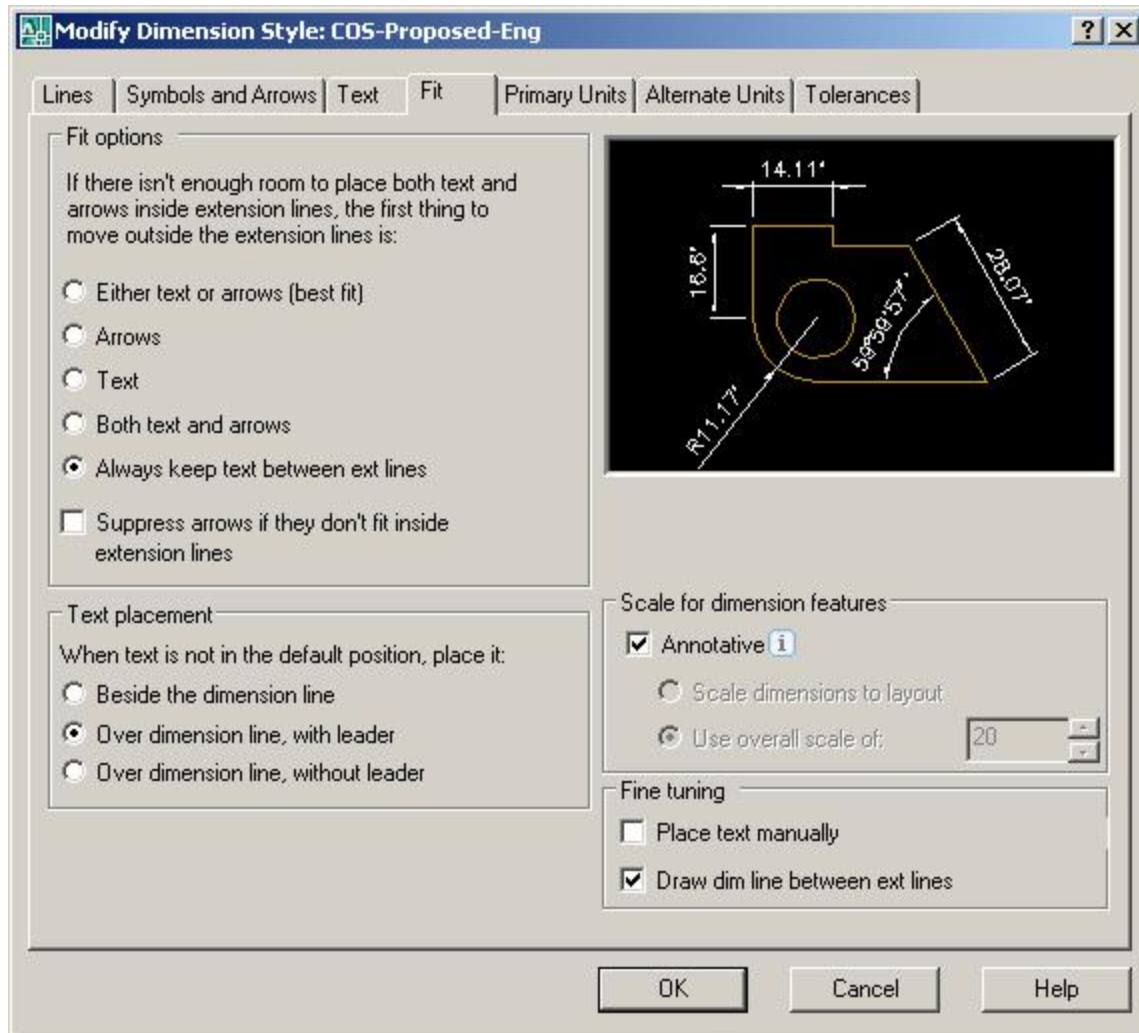 Modify Dimension Style: COS-Proposed-Eng
Lines
Symbols and Arrows
Text
Fit
Primary Units
Alternate Units
Tolerances
Fit options
If there isn't enough room to place both text and
arrows inside extension lines, the first thing to
move outside the extension lines is:
Either text or arrows (best fit)
Arrows
Text
Both text and arrows
Always keep text between ext lines
Suppress arrows if they don't fit inside
extension lines
Text placement
When text is not in the default position, place it:
Beside the dimension line
Over dimension line, with leader
Over dimension line, without leader
14.11'
16.6'
28.07'
59°59'57"
R11.17'
Scale for dimension features
Annotative i
Scale dimensions to layout
Use overall scale of: 20
Fine tuning
Place text manually
Draw dim line between ext lines
OK
Cancel
Help